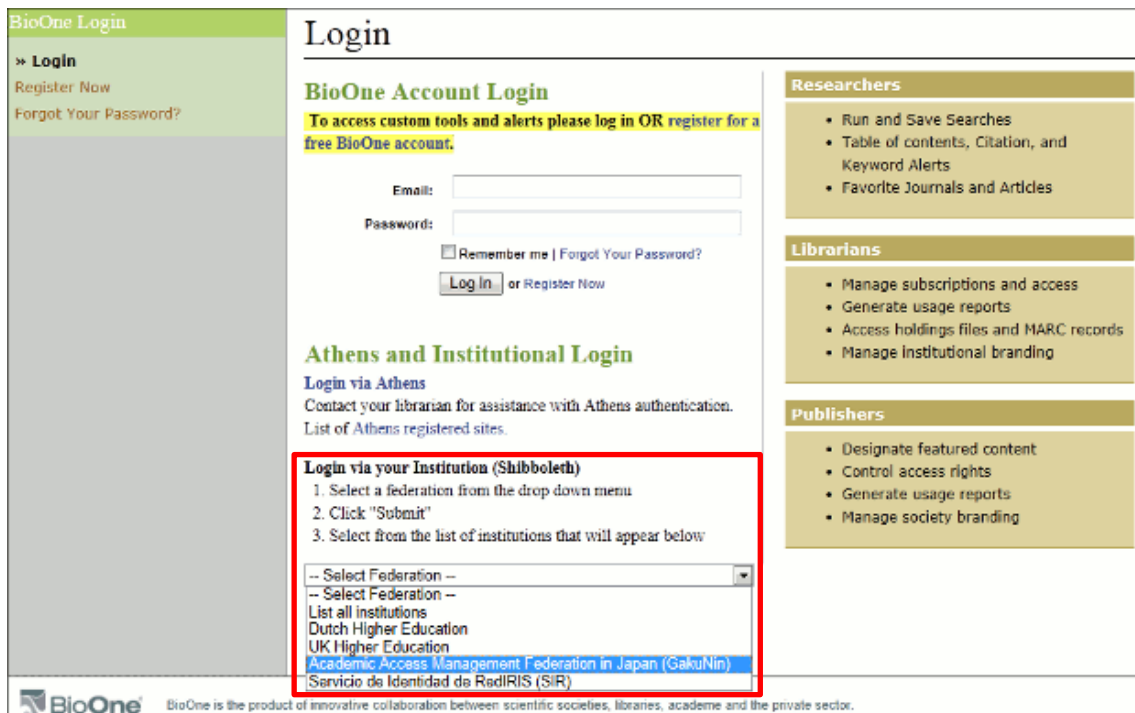 BioOne Login
» Login
Register Now
Forgot Your Password?
Login
BioOne Account Login
To access custom tools and alerts please log in OR register for a
free BioOne account.
Email:
Password:
Remember me | Forgot Your Password?
Log In or Register Now
Athens and Institutional Login
Login via Athens
Contact your librarian for assistance with Athens authentication.
List of Athens registered sites.
Login via your Institution (Shibboleth)
1. Select a federation from the drop down menu
2. Click "Submit"
3. Select from the list of institutions that will appear below
-- Select Federation --
-- Select Federation --
List all institutions
Dutch Higher Education
UK Higher Education
Academic Access Management Federation in Japan (GakuNin)
Servicio de Identidad de RedIRIS (SIR)
Researchers
• Run and Save Searches
• Table of contents, Citation, and
Keyword Alerts
• Favorite Journals and Articles
Librarians
• Manage subscriptions and access
• Generate usage reports
• Access holdings files and MARC records
• Manage institutional branding
Publishers
• Designate featured content
• Control access rights
• Generate usage reports
• Manage society branding
BioOne
BioOne is the product of innovative collaboration between scientific societies, libraries, academe and the private sector.